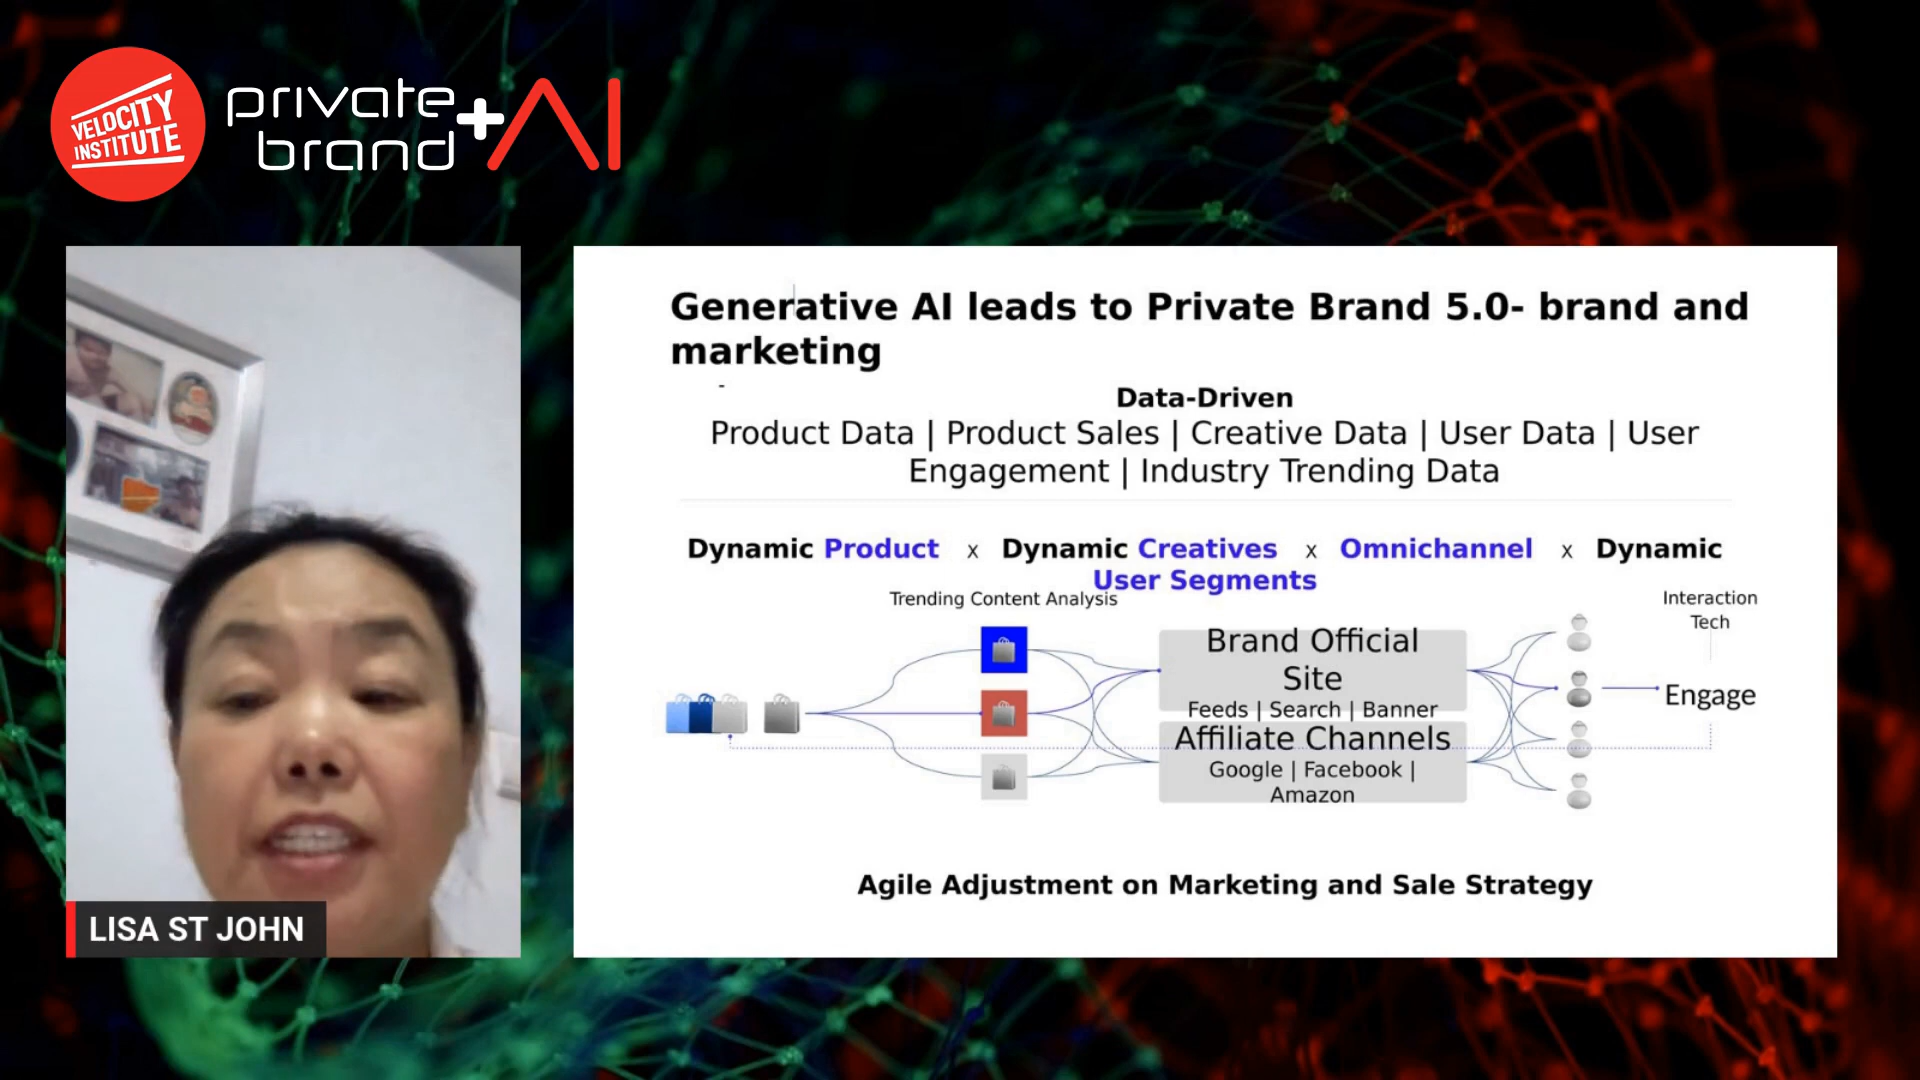 VELOCITY
INSTITUTE
private
brand
+AI
LISA ST JOHN
Generative AI leads to Private Brand 5.0- brand and
marketing
-
Data-Driven
Product Data | Product Sales | Creative Data | User Data | User
Engagement | Industry Trending Data
Dynamic Product x Dynamic Creatives x Omnichannel x Dynamic
User Segments
Trending Content Analysis
Interaction
Tech
Brand Official
Site
Feeds | Search | Banner
Engage
Affiliate Channels
Google | Facebook |
Amazon
Agile Adjustment on Marketing and Sale Strategy